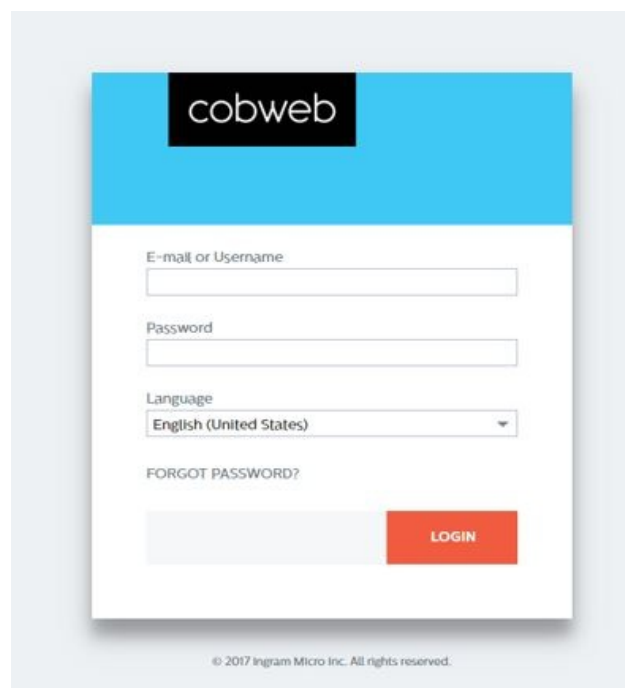 cobweb
E-mail or Username
Password
Language
English (United States)
FORGOT PASSWORD?
LOGIN
© 2017 Ingram Micro Inc. All rights reserved.